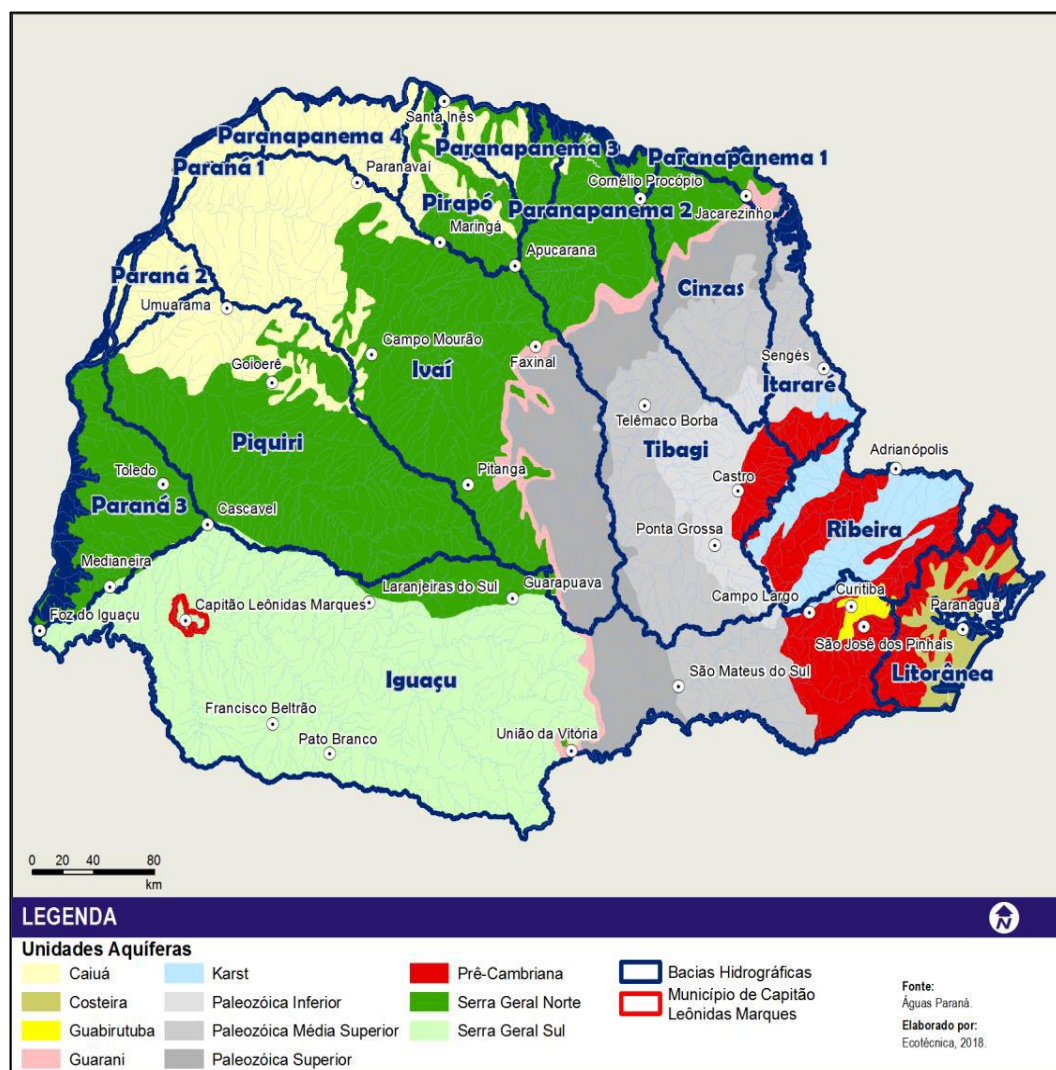 Santa Inês
Paranapanema 4
Paranapanema 3
Paranapanema 1
Paraná 1
Paranavaí
Cornélio Procópio
Pirapó
Paranapanema 2
Jacarezinho
Maringá
Apucarana
Paraná 2
Cinzas
Umuarama
Campo Mourão
Faxinal
Goioerê
Ivaí
Sengés
Itararé
Telêmaco Borba
Piquiri
Tibagi
Adrianópolis
Toledo
Pitanga
Castro
Paraná 3
Cascavel
Ribeira
Ponta Grossa
Medianeira
Laranjeiras do Sul
Guarapuava
Curitiba
Capitão Leônidas Marques
Campo Largo
Paranaguá
Foz do Iguaçu
São José dos Pinhais
Litorânea
Iguaçu
São Mateus do Sul
Francisco Beltrão
Pato Branco
União da Vitória
0 20 40 80
km
LEGENDA
N
Unidades Aquíferas
Caiuá
Costeira
Guabirutuba
Guarani
Karst
Paleozóica Inferior
Paleozóica Média Superior
Paleozóica Superior
Prê-Cambriana
Serra Geral Norte
Serra Geral Sul
Bacias Hidrográficas
Município de Capitão
Leônidas Marques
Fonte:
Águas Paraná.
Elaborado por:
Ecotécnica, 2018.